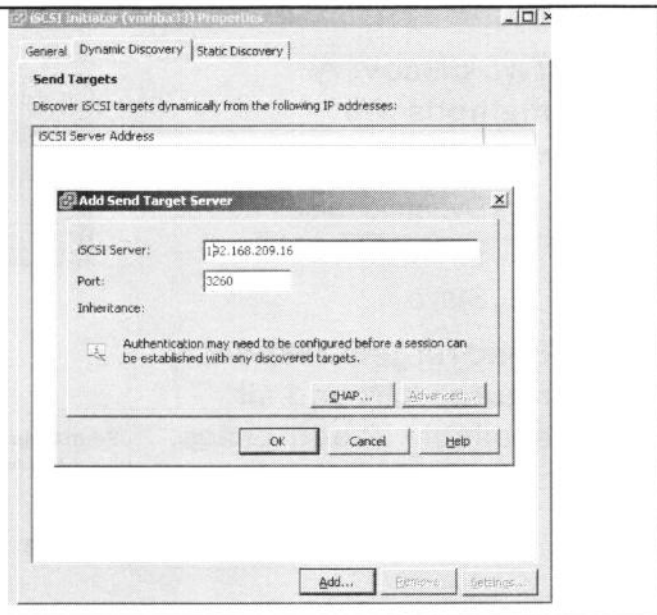 iSCSI Initiator (vmhba33) Properties
General Dynamic Discovery Static Discovery
Send Targets
Discover iSCSI targets dynamically from the following IP addresses:
iSCSI Server Address
Add Send Target Server
iSCSI Server: 192.168.209.16
Port: 3260
Inheritance:
Authentication may need to be configured before a session can
be established with any discovered targets.
CHAP... Advanced...
OK Cancel Help
Add... Remove Settings...